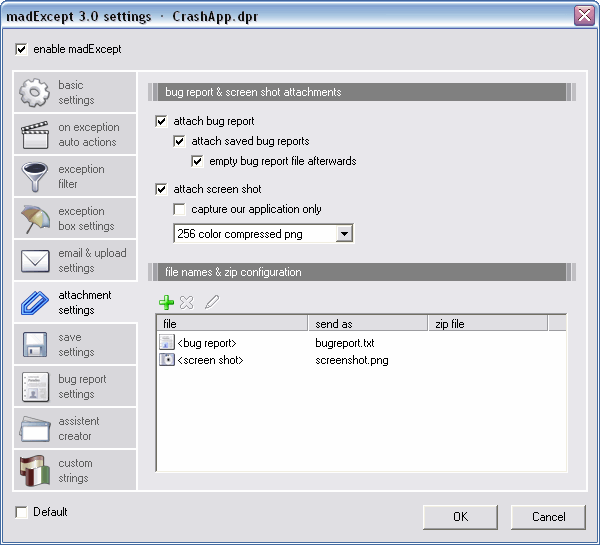 madExcept 3.0 settings · CrashApp.dpr
enable madExcept
basic
settings
on exception
auto actions
exception
filter
exception
box settings
email & upload
settings
attachment
settings
save
settings
bug report
settings
assistent
creator
custom
strings
bug report & screen shot attachments
attach bug report
attach saved bug reports
empty bug report file afterwards
attach screen shot
capture our application only
256 color compressed png
file names & zip configuration
file send as zip file
<bug report> bugreport.txt
<screen shot> screenshot.png
Default
OK Cancel